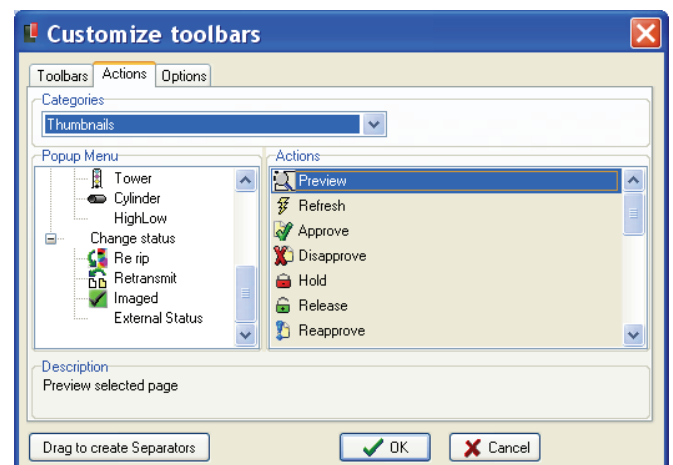 Customize toolbars
Toolbars Actions Options
Categories
Thumbnails
Popup Menu
Tower
Cylinder
HighLow
Change status
Re rip
Retransmit
Imaged
External Status
Actions
Preview
Refresh
Approve
Disapprove
Hold
Release
Reapprove
Description
Preview selected page
Drag to create Separators
OK
Cancel